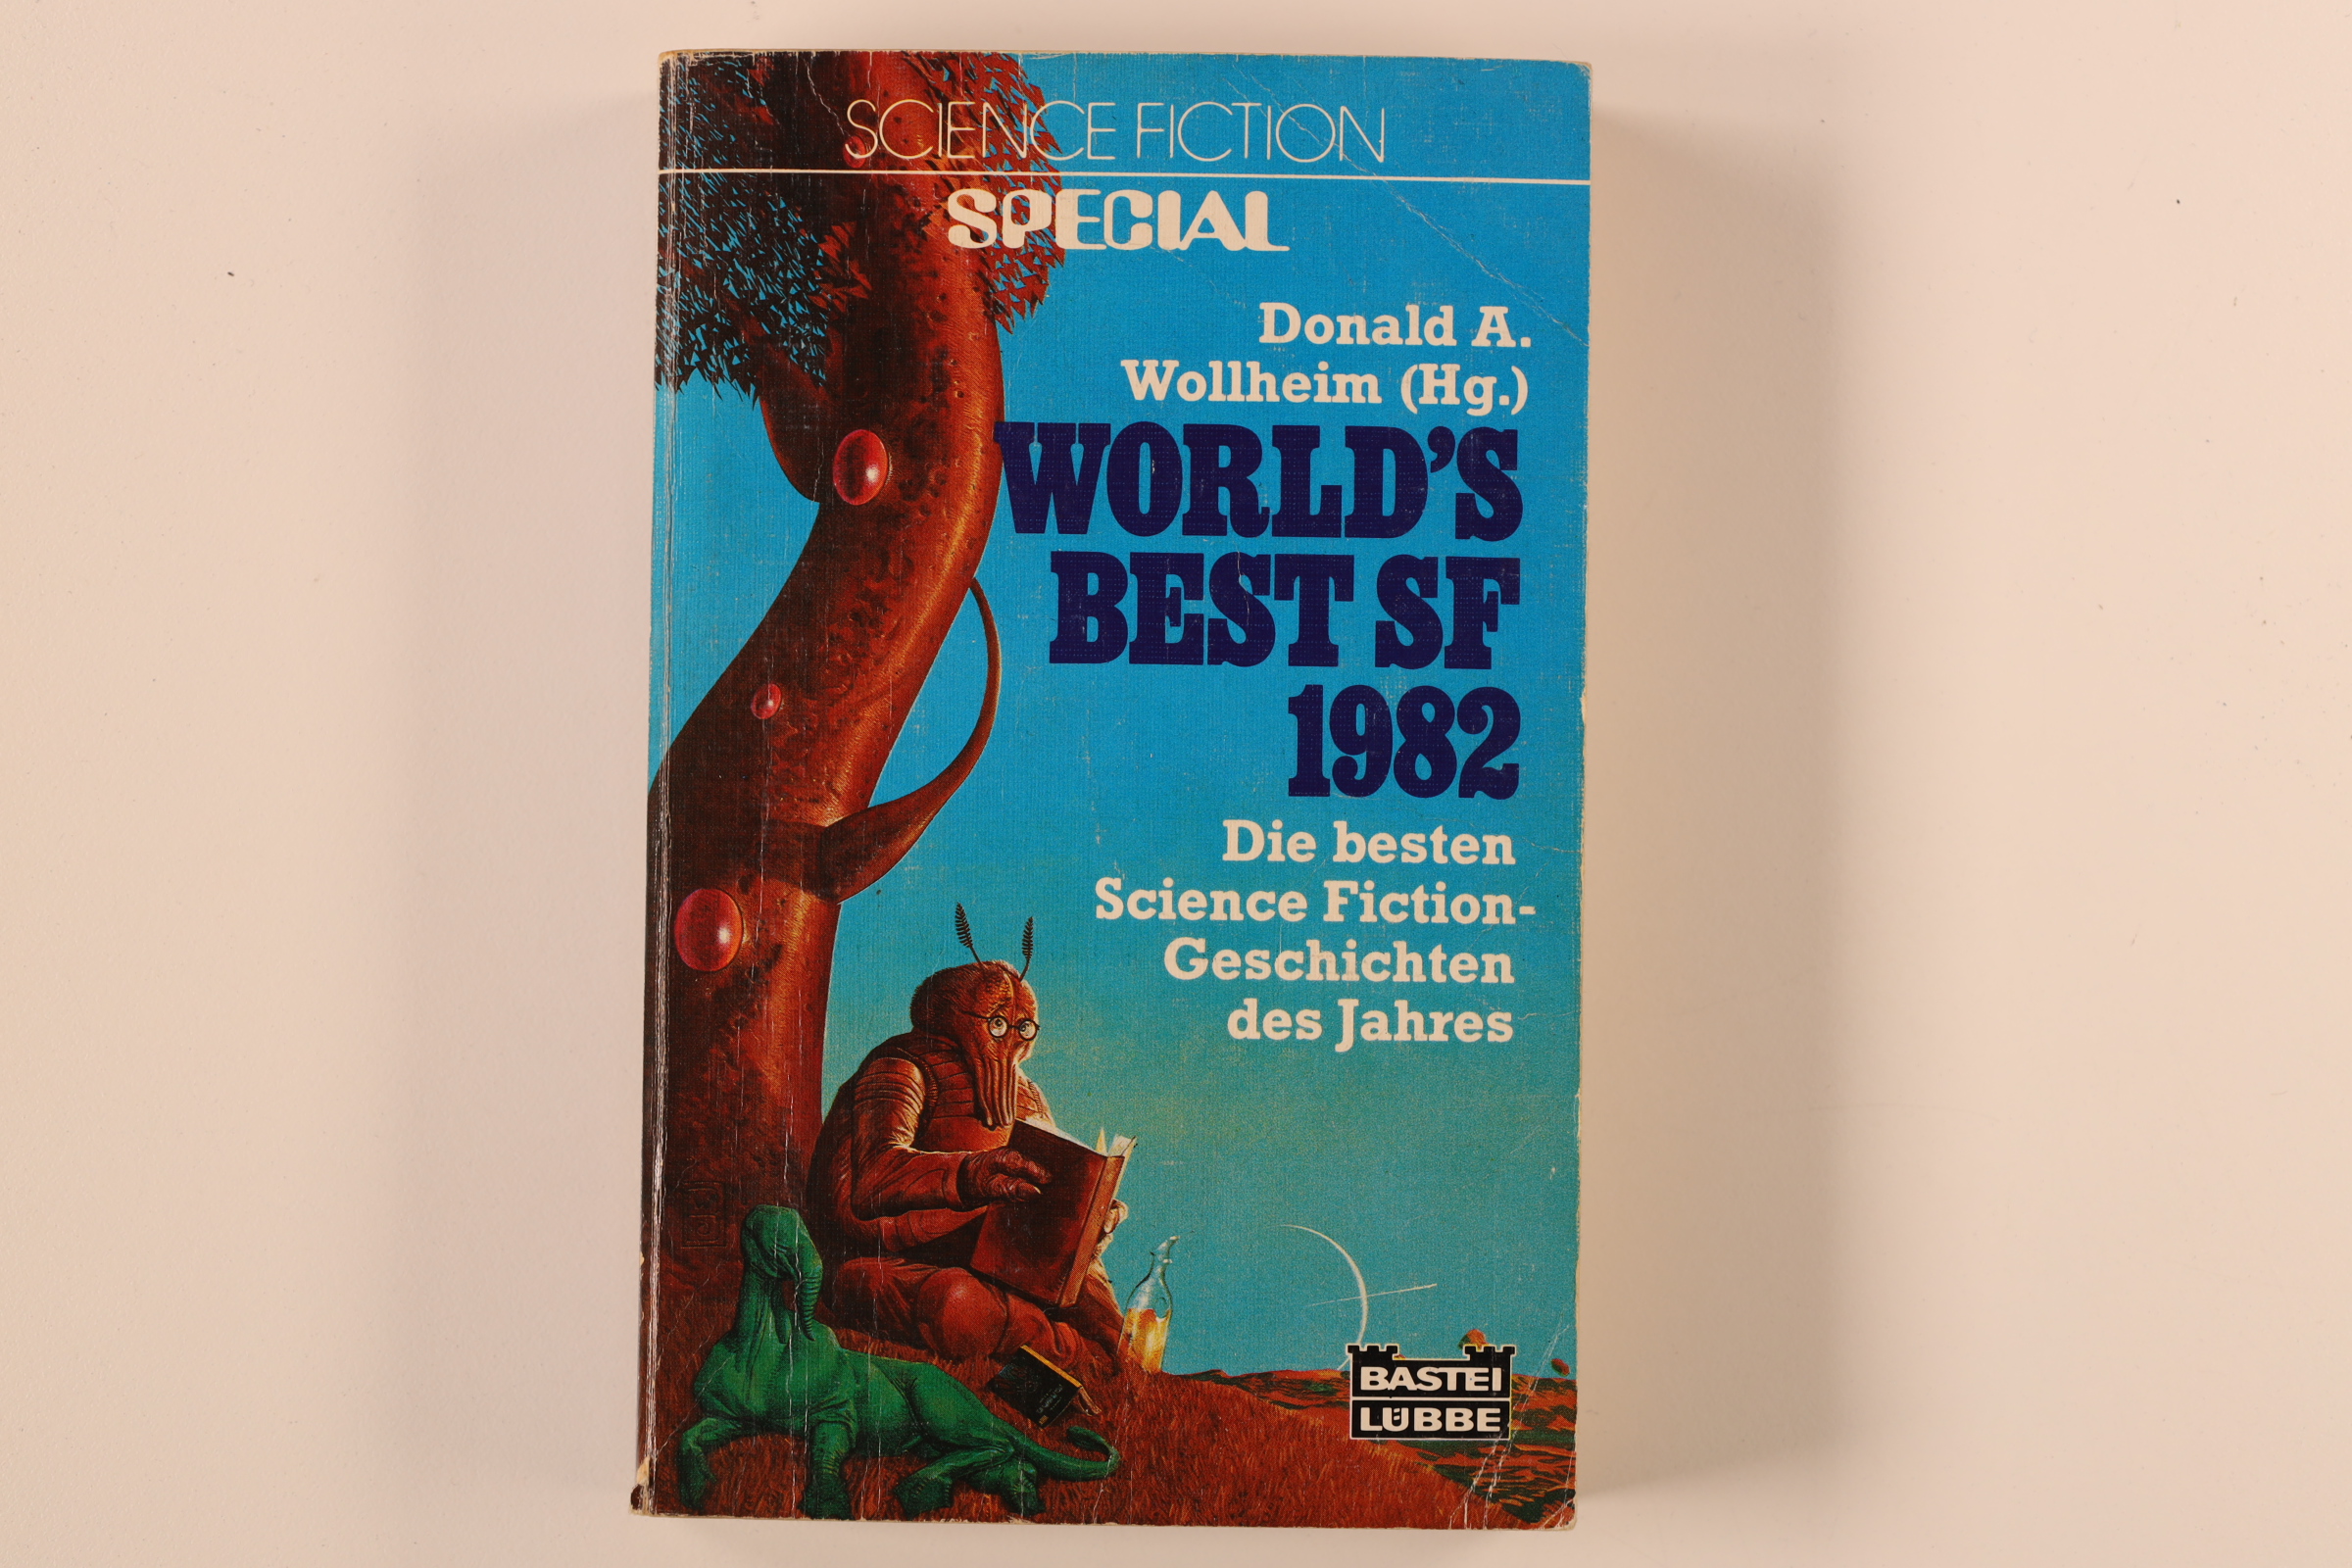 SCIENCE FICTION
SPECIAL
Donald A.
Wollheim (Hg.)
WORLD'S
BEST SF
1982
Die besten
Science Fiction-
Geschichten
des Jahres
BASTEI
LÜBBE